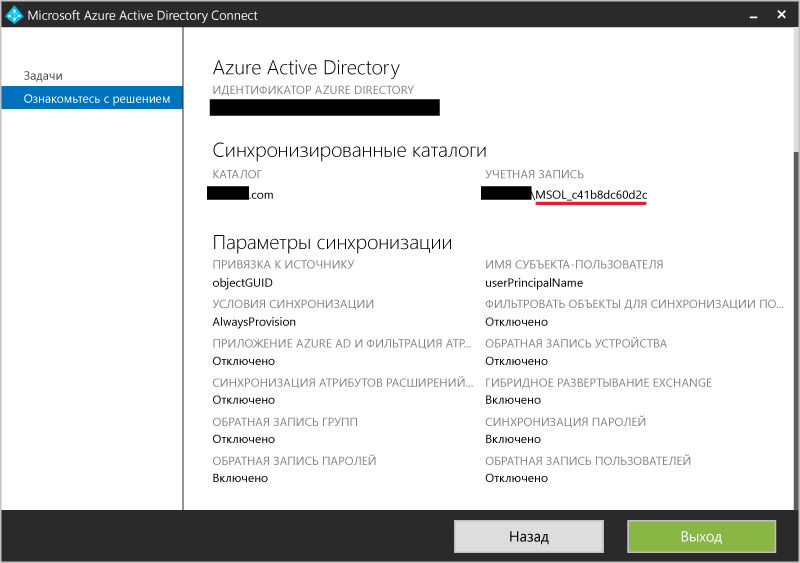 Microsoft Azure Active Directory Connect
Задачи
Ознакомьтесь с решением
Azure Active Directory
ИДЕНТИФИКАТОР AZURE DIRECTORY
Синхронизированные каталоги
КАТАЛОГ
УЧЕТНАЯ ЗАПИСЬ
.com
\MSOL_c41b8dc60d2c
Параметры синхронизации
ПРИВЯЗКА К ИСТОЧНИКУ
ИМЯ СУБЪЕКТА-ПОЛЬЗОВАТЕЛЯ
objectGUID
userPrincipalName
УСЛОВИЯ СИНХРОНИЗАЦИИ
ФИЛЬТРОВАТЬ ОБЪЕКТЫ ДЛЯ СИНХРОНИЗАЦИИ ПО...
AlwaysProvision
Отключено
ПРИЛОЖЕНИЕ AZURE AD И ФИЛЬТРАЦИЯ АТР...
ОБРАТНАЯ ЗАПИСЬ УСТРОЙСТВА
Отключено
Отключено
СИНХРОНИЗАЦИЯ АТРИБУТОВ РАСШИРЕНИЙ...
ГИБРИДНОЕ РАЗВЕРТЫВАНИЕ EXCHANGE
Отключено
Включено
ОБРАТНАЯ ЗАПИСЬ ГРУПП
СИНХРОНИЗАЦИЯ ПАРОЛЕЙ
Отключено
Включено
ОБРАТНАЯ ЗАПИСЬ ПАРОЛЕЙ
ОБРАТНАЯ ЗАПИСЬ ПОЛЬЗОВАТЕЛЕЙ
Включено
Отключено
Назад
Выход